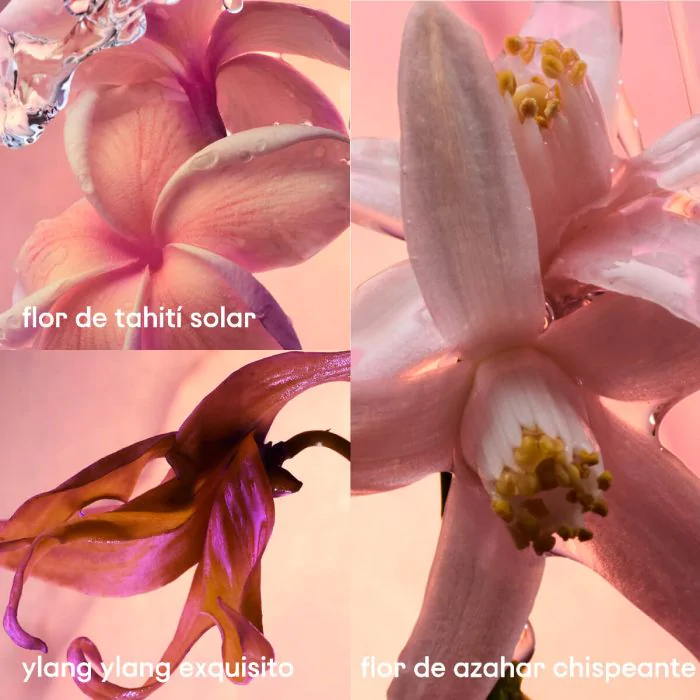 flor de tahití solar
ylang ylang exquisito
flor de azahar chispeante